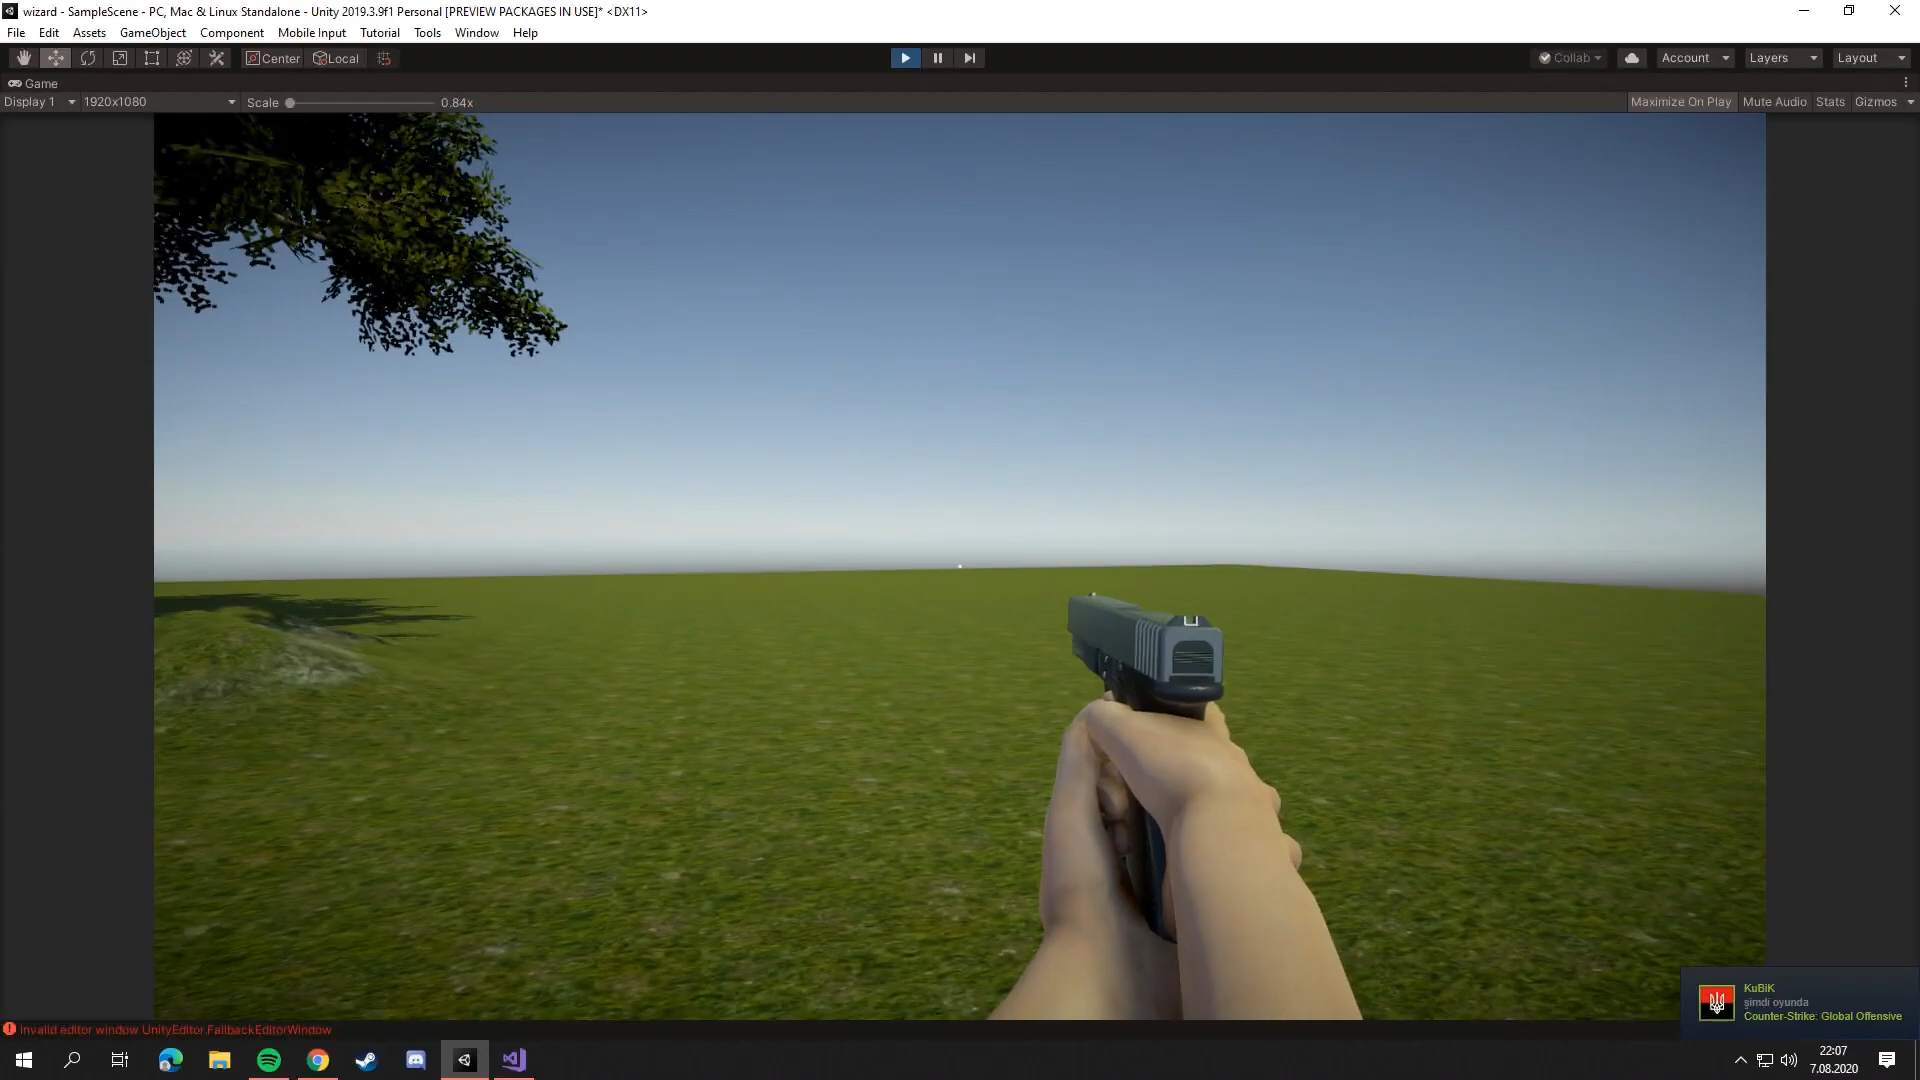 wizard - SampleScene - PC, Mac & Linux Standalone - Unity 2019.3.9f1 Personal [PREVIEW PACKAGES IN USE]* <DX11>
File Edit Assets GameObject Component Mobile Input Tutorial Tools Window Help
Center Local Collab Account Layers Layout
Game
Display 1 1920x1080 Scale 0.84x Maximize On Play Mute Audio Stats Gizmos
KuBiK
şimdi oyunda
Counter-Strike: Global Offensive
Invalid editor window UnityEditor.FallbackEditorWindow
22:07
7.08.2020